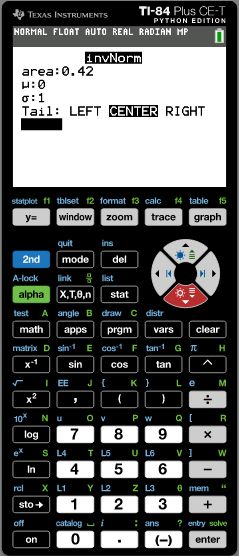 TEXAS INSTRUMENTS TI-84 Plus CE-T
PYTHON EDITION
NORMAL FLOAT AUTO REAL RADIAN MP
invNorm
area:0.42
μ:0
σ:1
Tail: LEFT CENTER RIGHT
statplot f1 tblset f2 format f3 calc f4 table f5
y= window zoom trace graph
quit ins
2nd mode del
A-lock link list
alpha X,T,θ,n stat
test A angle B draw C distr
math apps prgm vars clear
matrix D sin⁻¹ E cos⁻¹ F tan⁻¹ G π H
x⁻¹ sin cos tan ^
√ I EE J { K } L e M
x² , ( ) ÷
10ˣ N u O v P w Q [ R
log 7 8 9 ×
eˣ S L4 T L5 U L6 V ] W
ln 4 5 6 −
rcl X L1 Y L2 Z L3 θ mem "
sto→ 1 2 3 +
off catalog i : ans ? entry solve
on 0 . (−) enter